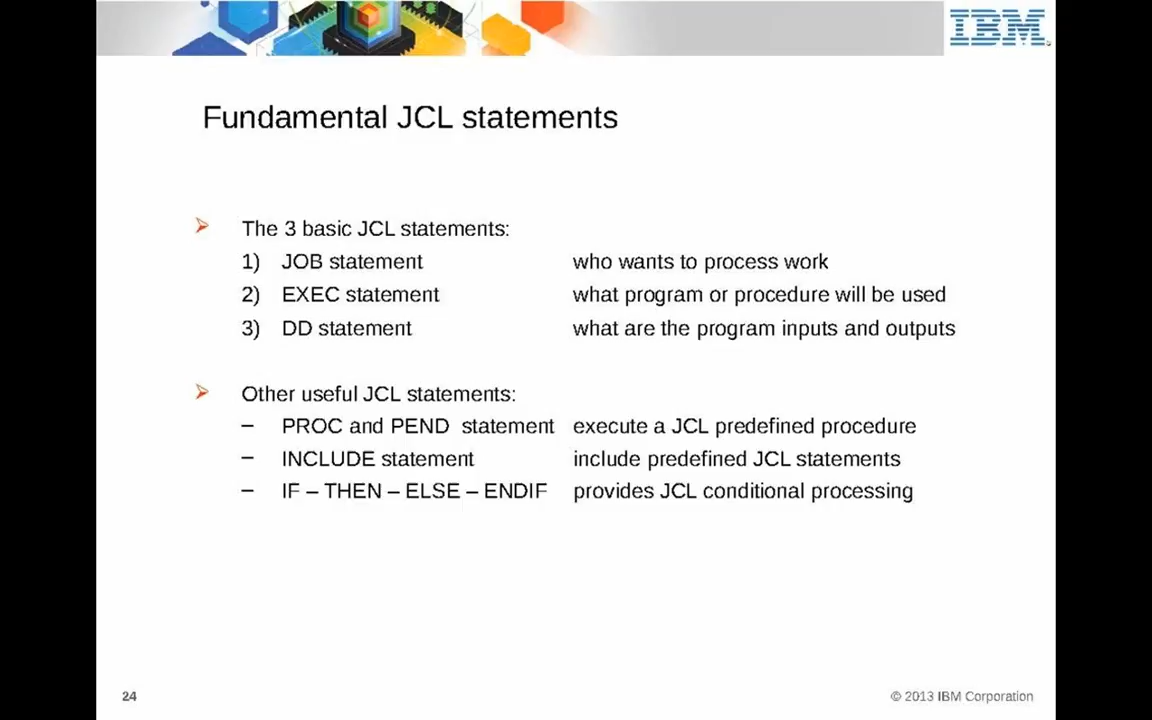 IBM
Fundamental JCL statements
The 3 basic JCL statements:
1) JOB statement who wants to process work
2) EXEC statement what program or procedure will be used
3) DD statement what are the program inputs and outputs
Other useful JCL statements:
– PROC and PEND statement execute a JCL predefined procedure
– INCLUDE statement include predefined JCL statements
– IF – THEN – ELSE – ENDIF provides JCL conditional processing
24 © 2013 IBM Corporation